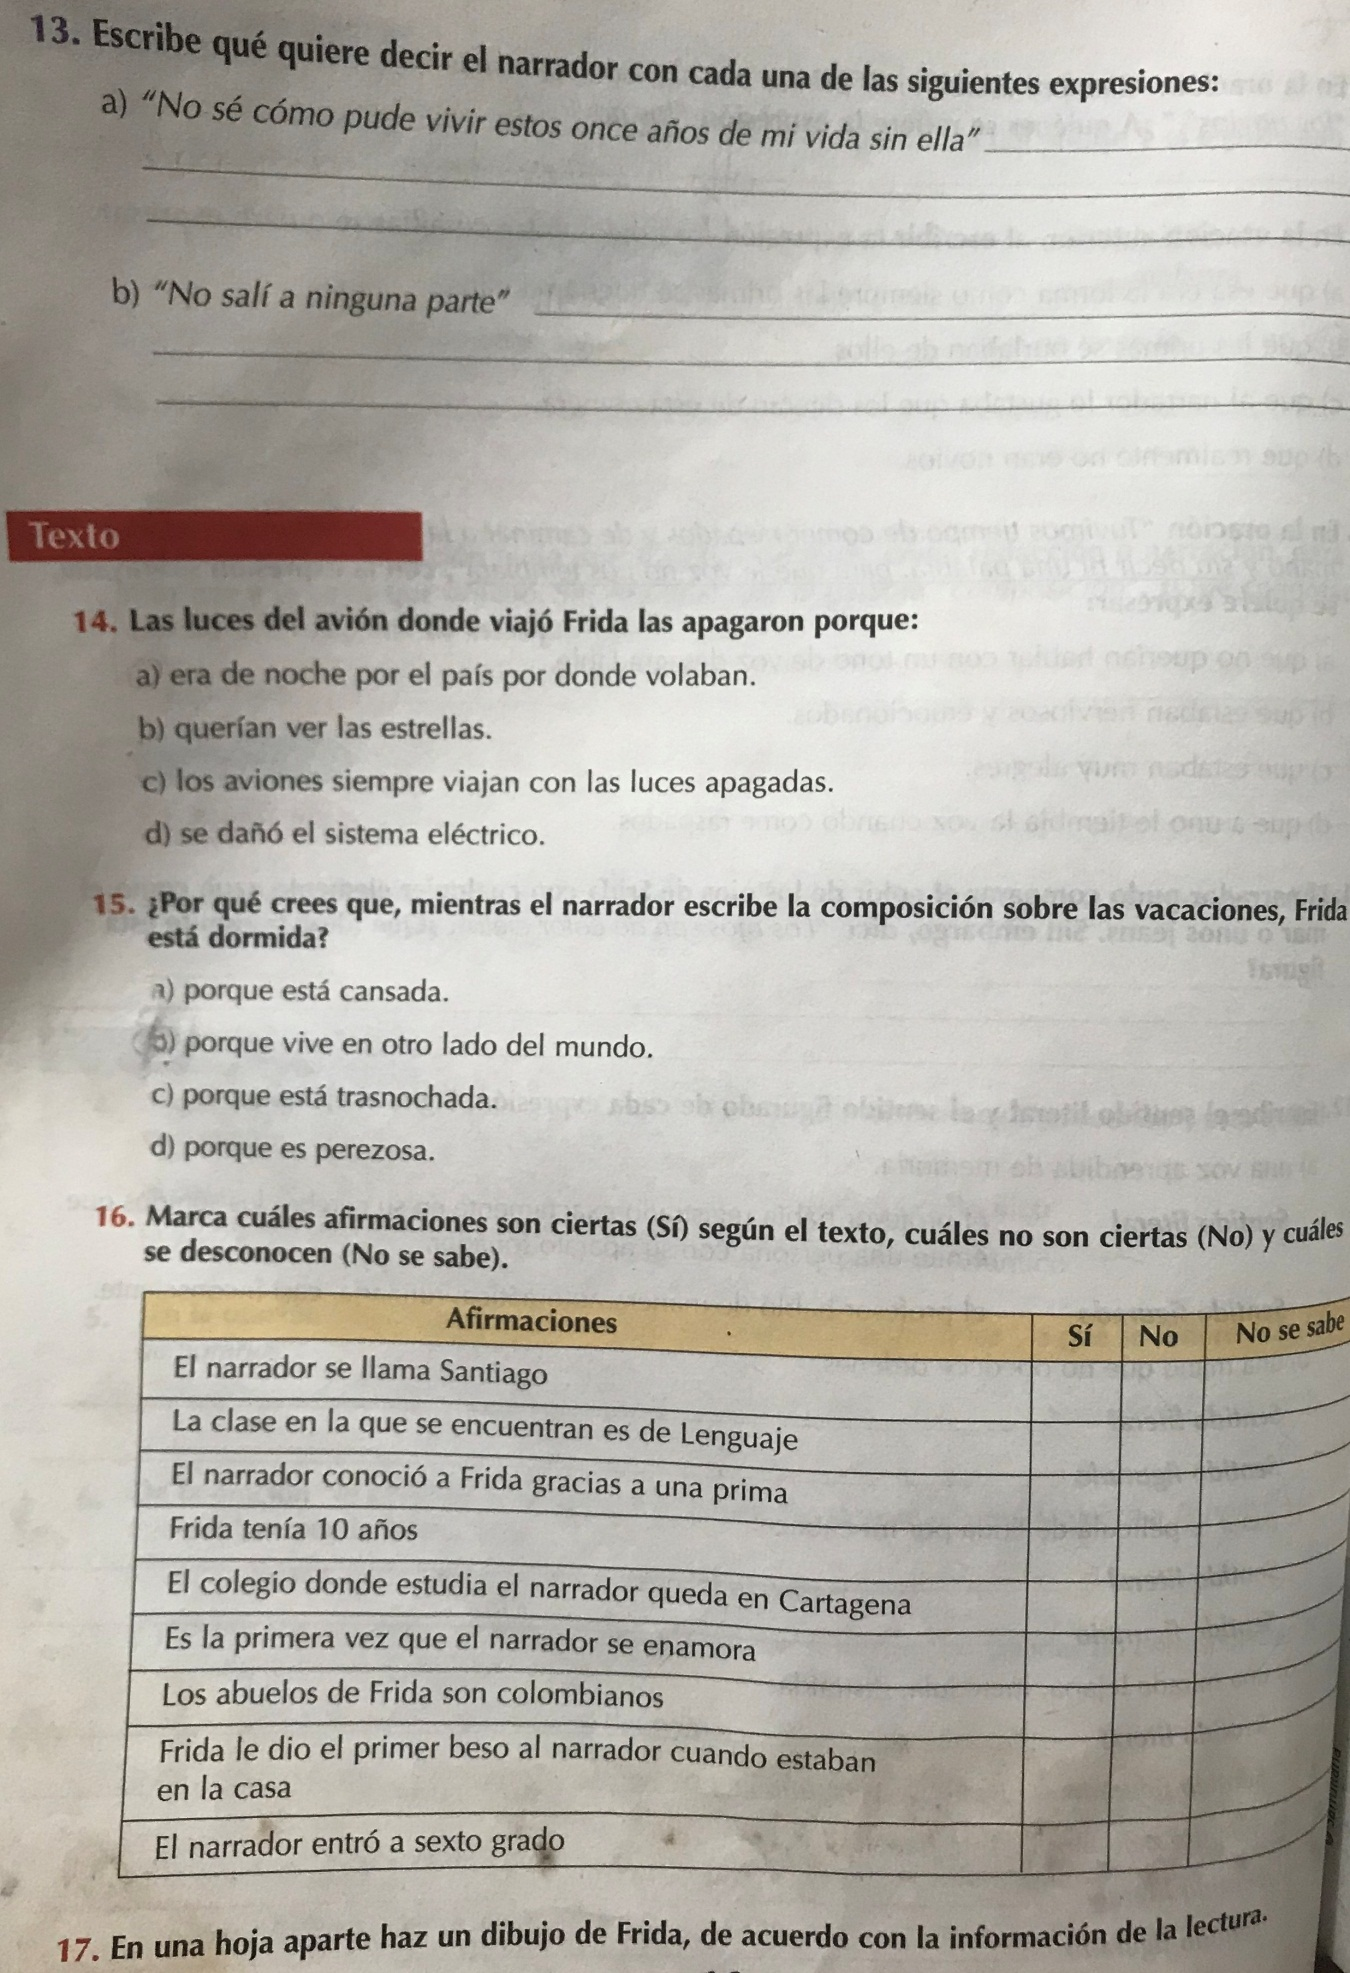 13. Escribe qué quiere decir el narrador con cada una de las siguientes expresiones:
a) “No sé cómo pude vivir estos once años de mi vida sin ella”
b) “No salí a ninguna parte”
Texto
14. Las luces del avión donde viajó Frida las apagaron porque:
a) era de noche por el país por donde volaban.
b) querían ver las estrellas.
c) los aviones siempre viajan con las luces apagadas.
d) se dañó el sistema eléctrico.
15. ¿Por qué crees que, mientras el narrador escribe la composición sobre las vacaciones, Frida
está dormida?
a) porque está cansada.
b) porque vive en otro lado del mundo.
c) porque está trasnochada.
d) porque es perezosa.
16. Marca cuáles afirmaciones son ciertas (Sí) según el texto, cuáles no son ciertas (No) y cuáles
se desconocen (No se sabe).
Afirmaciones Sí No No se sabe
El narrador se llama Santiago
La clase en la que se encuentran es de Lenguaje
El narrador conoció a Frida gracias a una prima
Frida tenía 10 años
El colegio donde estudia el narrador queda en Cartagena
Es la primera vez que el narrador se enamora
Los abuelos de Frida son colombianos
Frida le dio el primer beso al narrador cuando estaban
en la casa
El narrador entró a sexto grado
17. En una hoja aparte haz un dibujo de Frida, de acuerdo con la información de la lectura.